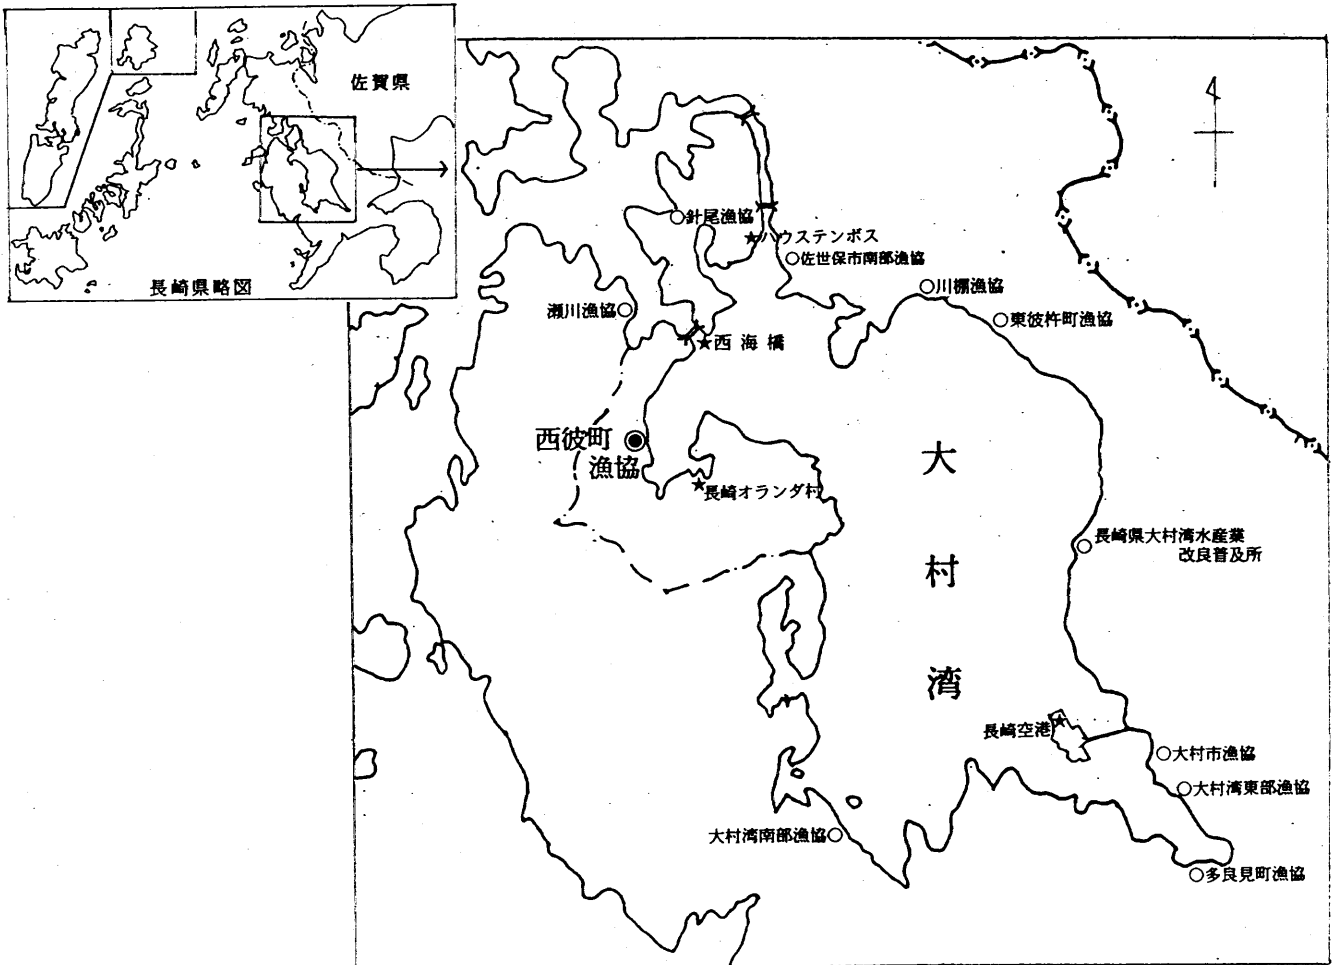 佐賀県
長崎県略図
針尾漁協
★ハウステンボス
佐世保市南部漁協
川棚漁協
東彼杵町漁協
瀬川漁協
★西海橋
西彼町
漁協
★長崎オランダ村
大村湾
長崎県大村湾水産業
改良普及所
長崎空港
大村市漁協
大村湾東部漁協
大村湾南部漁協
多良見町漁協